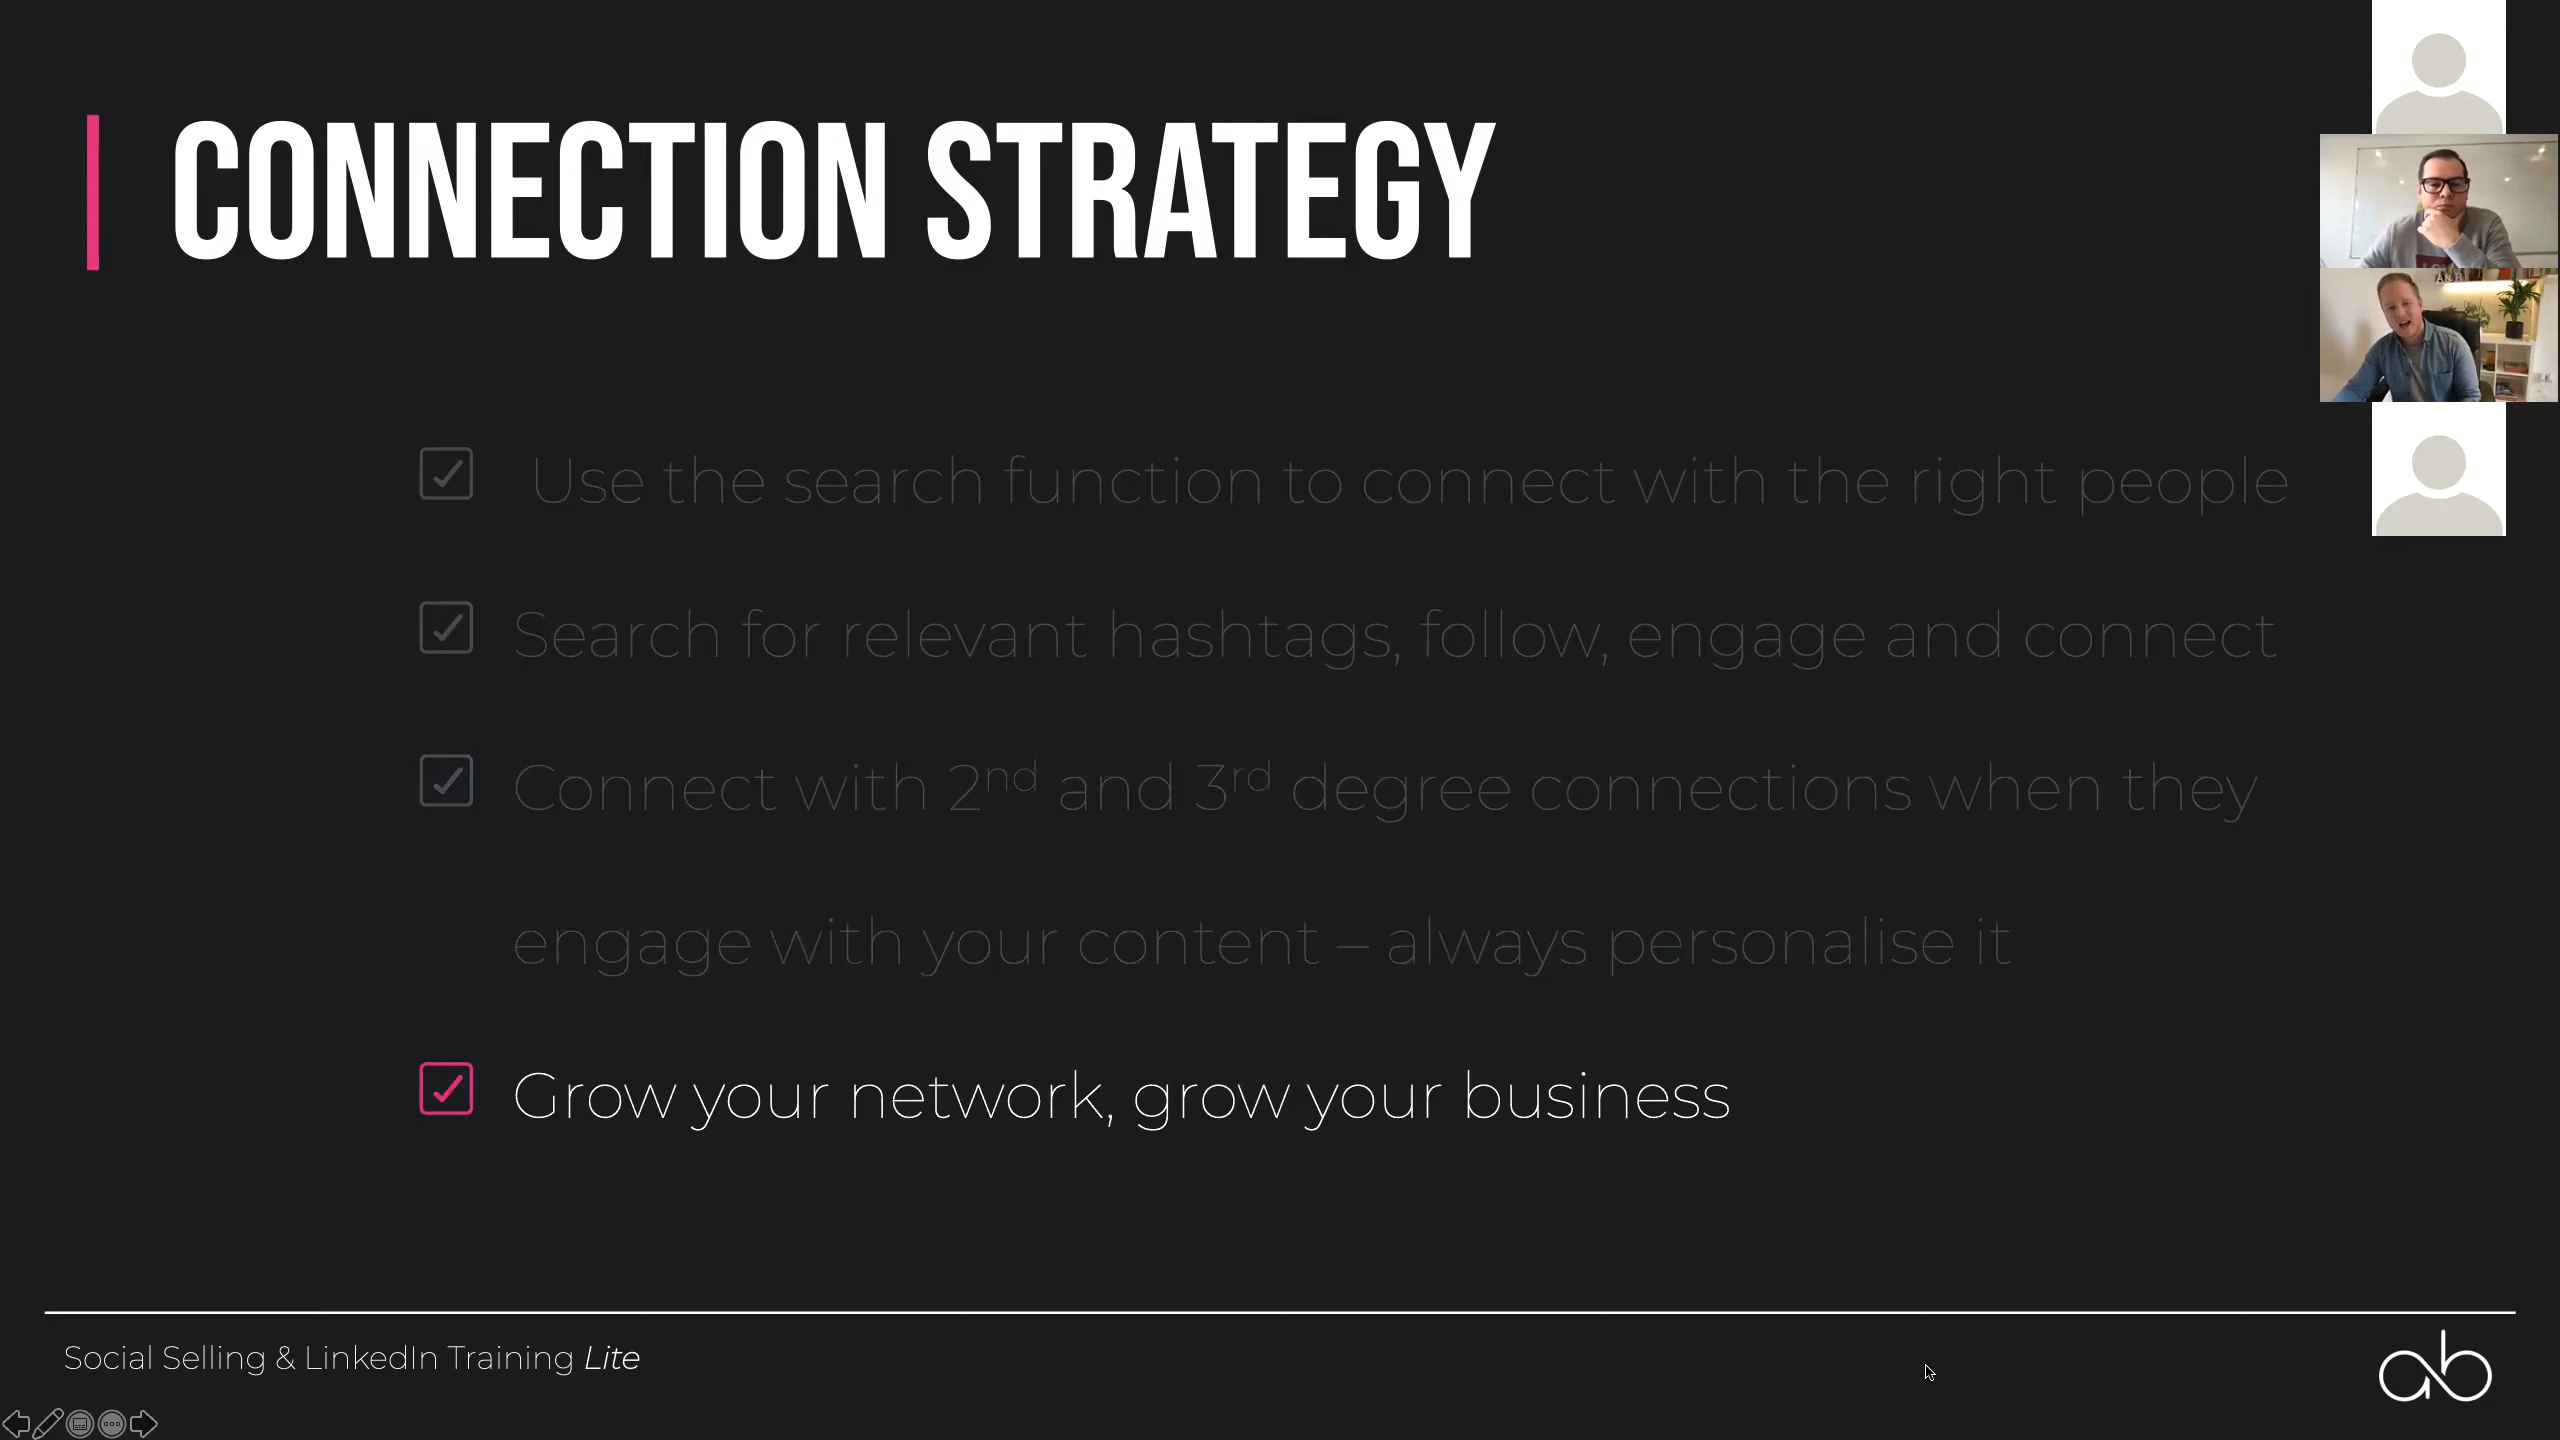 CONNECTION STRATEGY
Use the search function to connect with the right people
Search for relevant hashtags, follow, engage and connect
Connect with 2nd and 3rd degree connections when they
engage with your content – always personalise it
Grow your network, grow your business
Social Selling & LinkedIn Training Lite
ab